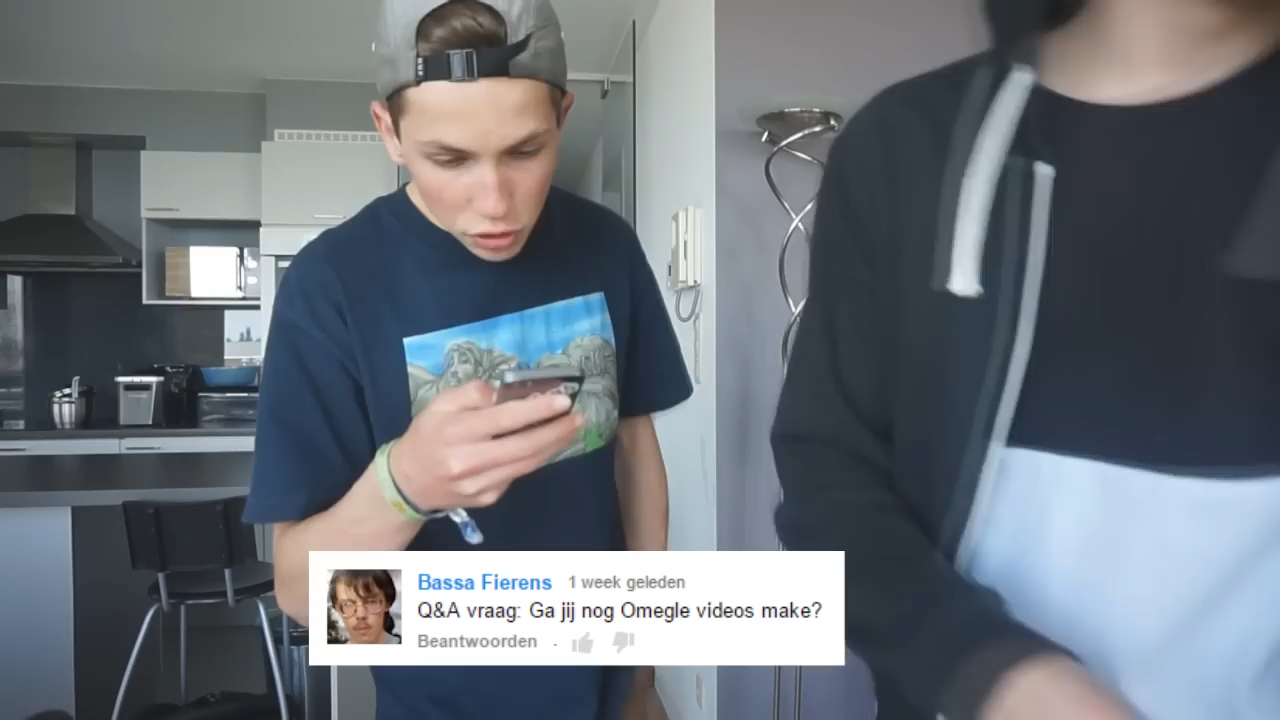 Bassa Fierens 1 week geleden
Q&A vraag: Ga jij nog Omegle videos make?
Beantwoorden .